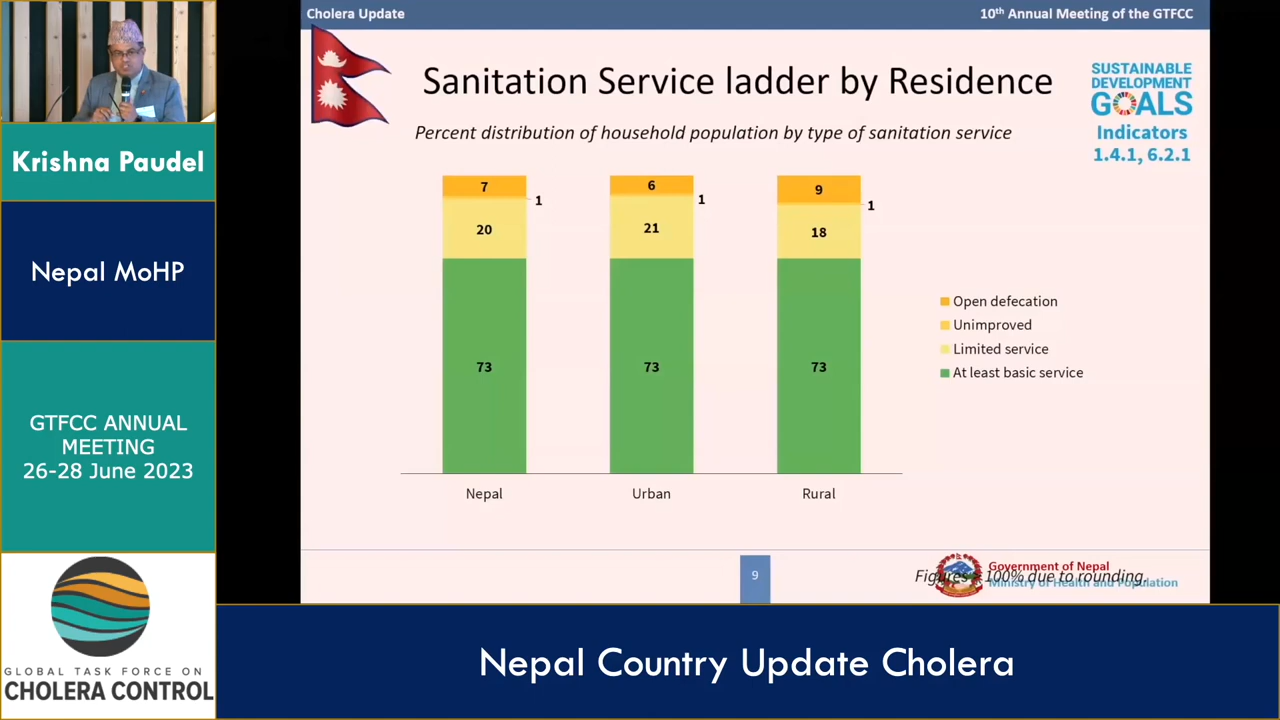 Cholera Update
10th Annual Meeting of the GTFCC
Sanitation Service ladder by Residence
Percent distribution of household population by type of sanitation service
SUSTAINABLE
DEVELOPMENT
GOALS
Indicators
1.4.1, 6.2.1
7
1
20
73
Nepal
6
1
21
73
Urban
9
1
18
73
Rural
Open defecation
Unimproved
Limited service
At least basic service
9
Government of Nepal
Ministry of Health and Population
100% due to rounding.
Krishna Paudel
Nepal MoHP
GTFCC ANNUAL
MEETING
26-28 June 2023
GLOBAL TASK FORCE ON
CHOLERA CONTROL
Nepal Country Update Cholera